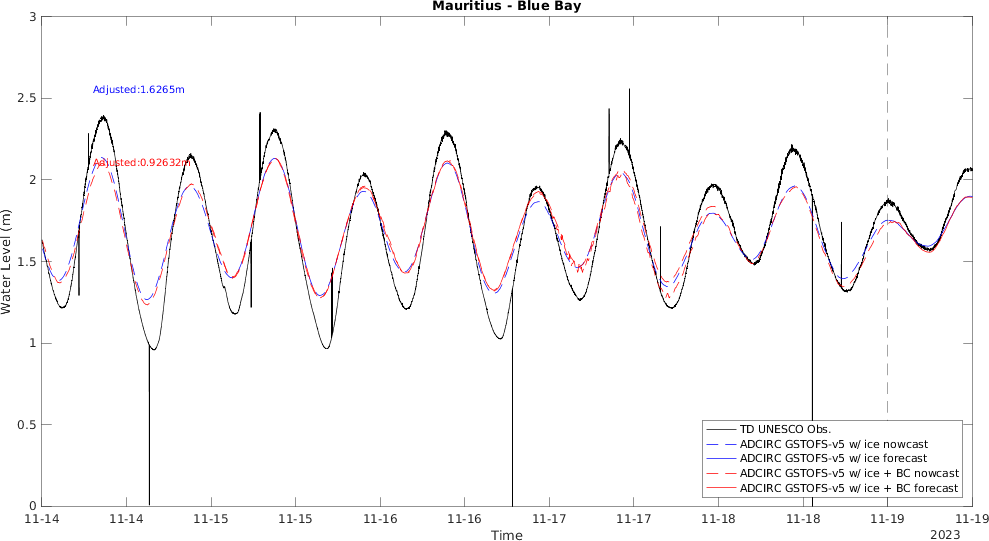 Mauritius - Blue Bay
3
2.5
2
1.5
1
0.5
0
Water Level (m)
Adjusted:1.6265m
Adjusted:0.92632m
TD UNESCO Obs.
ADCIRC GSTOFS-v5 w/ ice nowcast
ADCIRC GSTOFS-v5 w/ ice forecast
ADCIRC GSTOFS-v5 w/ ice + BC nowcast
ADCIRC GSTOFS-v5 w/ ice + BC forecast
11-14 11-14 11-15 11-15 11-16 11-16 11-17 11-17 11-18 11-18 11-19 11-19
Time
2023